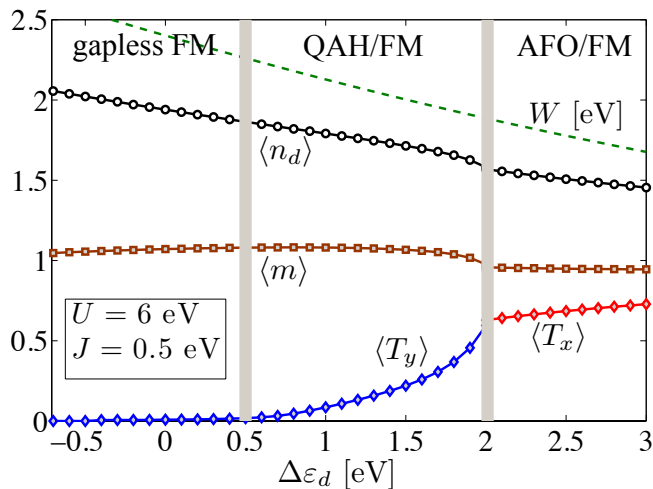 2.5
gapless FM QAH/FM AFO/FM
2
W [eV]
⟨n_d⟩
1.5
1
⟨m⟩
U = 6 eV
J = 0.5 eV
0.5
⟨T_y⟩
⟨T_x⟩
0
−0.5 0 0.5 1 1.5 2 2.5 3
Δε_d [eV]